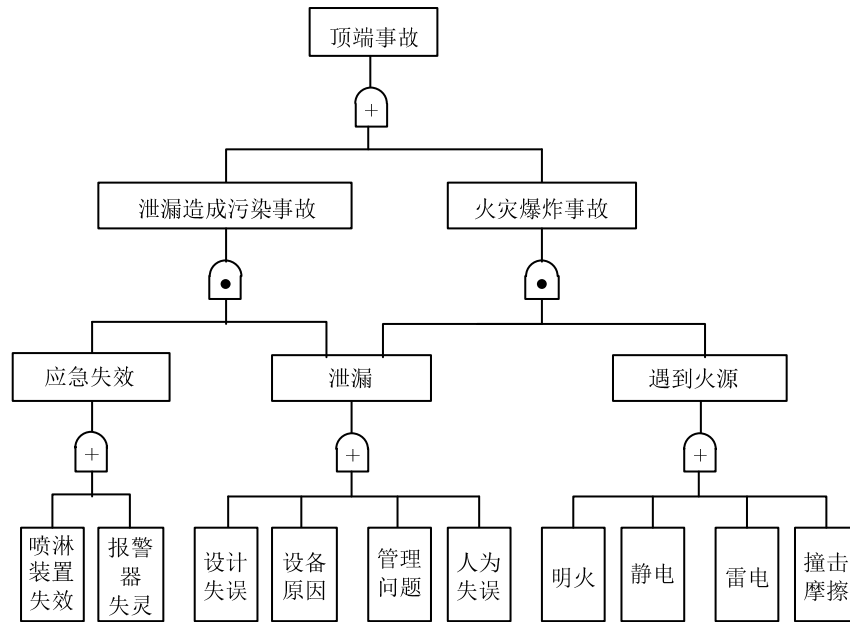 顶端事故
+
泄漏造成污染事故
火灾爆炸事故
应急失效
泄漏
遇到火源
+
+
+
喷淋
装置
失效
报警
器
失灵
设计
失误
设备
原因
管理
问题
人为
失误
明火
静电
雷电
撞击
摩擦